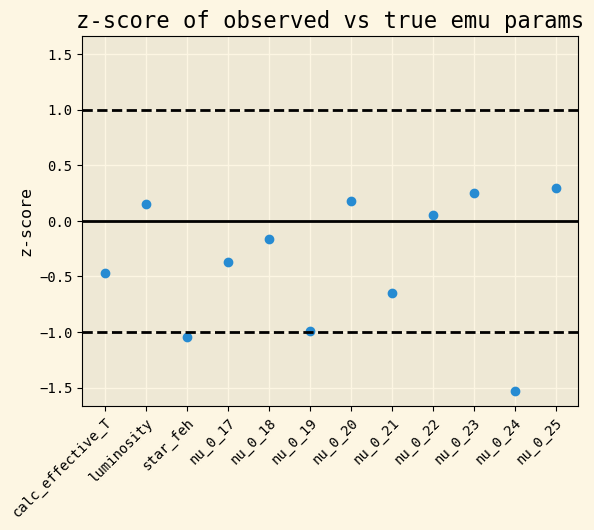 z-score of observed vs true emu params
z-score
1.5
1.0
0.5
0.0
−0.5
−1.0
−1.5
calc_effective_T
luminosity
star_feh
nu_0_17
nu_0_18
nu_0_19
nu_0_20
nu_0_21
nu_0_22
nu_0_23
nu_0_24
nu_0_25